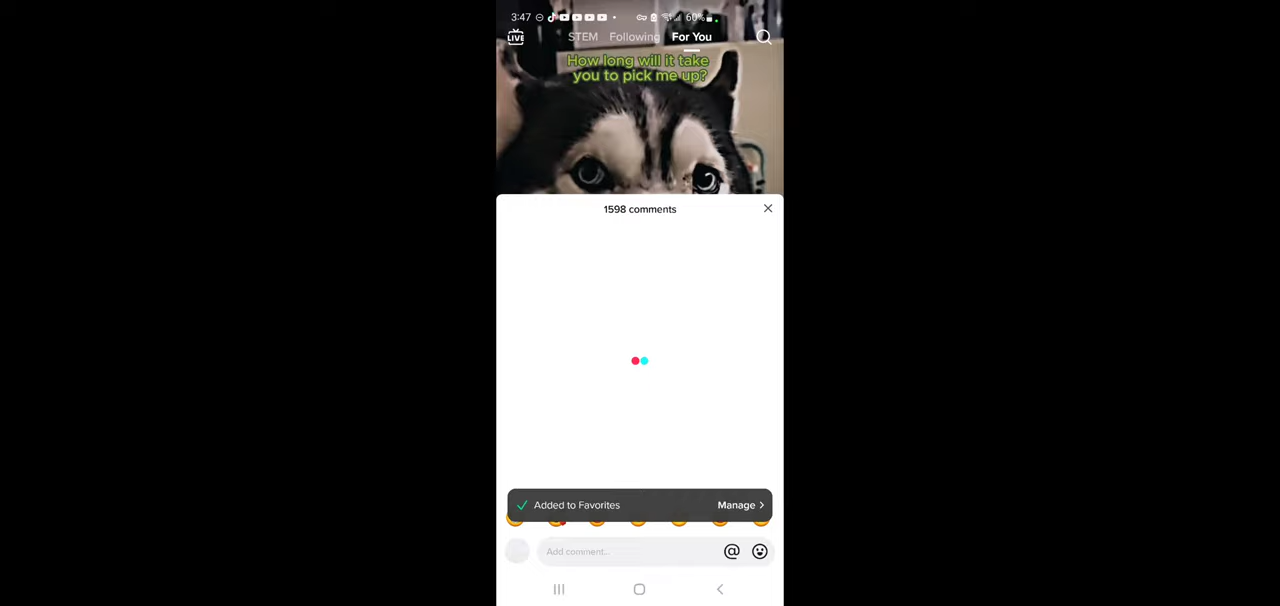 3:47
60%
LIVE
STEM Following For You
How long will it take
you to pick me up?
1598 comments
Added to Favorites Manage
Add comment...